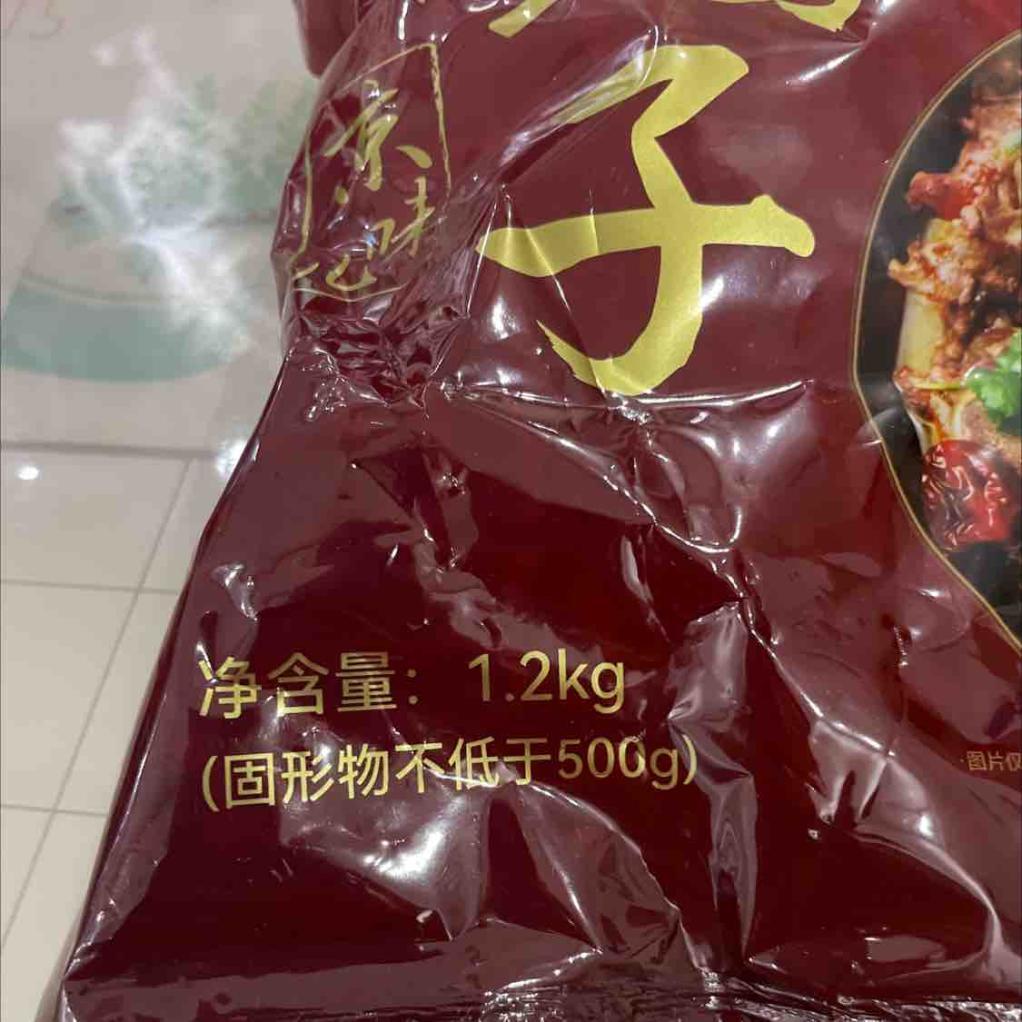 子
京味
净含量：1.2kg
(固形物不低于500g)
·图片仅